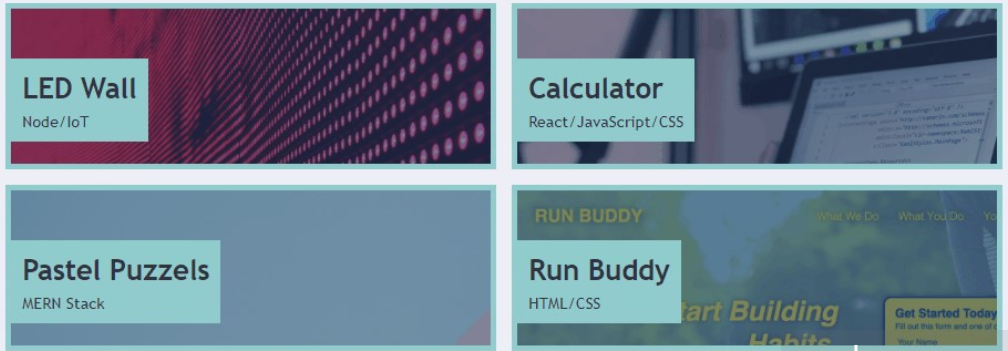 LED Wall
Node/IoT
Calculator
React/JavaScript/CSS
Pastel Puzzels
MERN Stack
RUN BUDDY
What We Do
What You Do
Yo
Run Buddy
HTML/CSS
tart Building
Habits
Get Started Today
Fill out this form and one of
Your Name